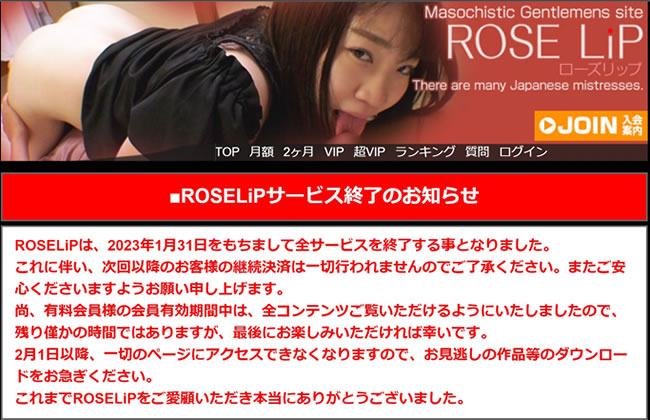 Masochistic Gentlemens site
ROSE LiP
ローズリップ
There are many Japanese mistresses.
JOIN 入会案内
TOP 月額 2ヶ月 VIP 超VIP ランキング 質問 ログイン
■ROSELiPサービス終了のお知らせ
ROSELiPは、2023年1月31日をもちまして全サービスを終了する事となりました。
これに伴い、次回以降のお客様の継続決済は一切行われませんのでご了承ください。またご安
心くださいますようお願い申し上げます。
尚、有料会員様の会員有効期間中は、全コンテンツご覧いただけるようにいたしましたので、
残り僅かの時間ではありますが、最後にお楽しみいただければ幸いです。
2月1日以降、一切のページにアクセスできなくなりますので、お見逃しの作品等のダウンロー
ドをお急ぎください。
これまでROSELiPをご愛顧いただき本当にありがとうございました。